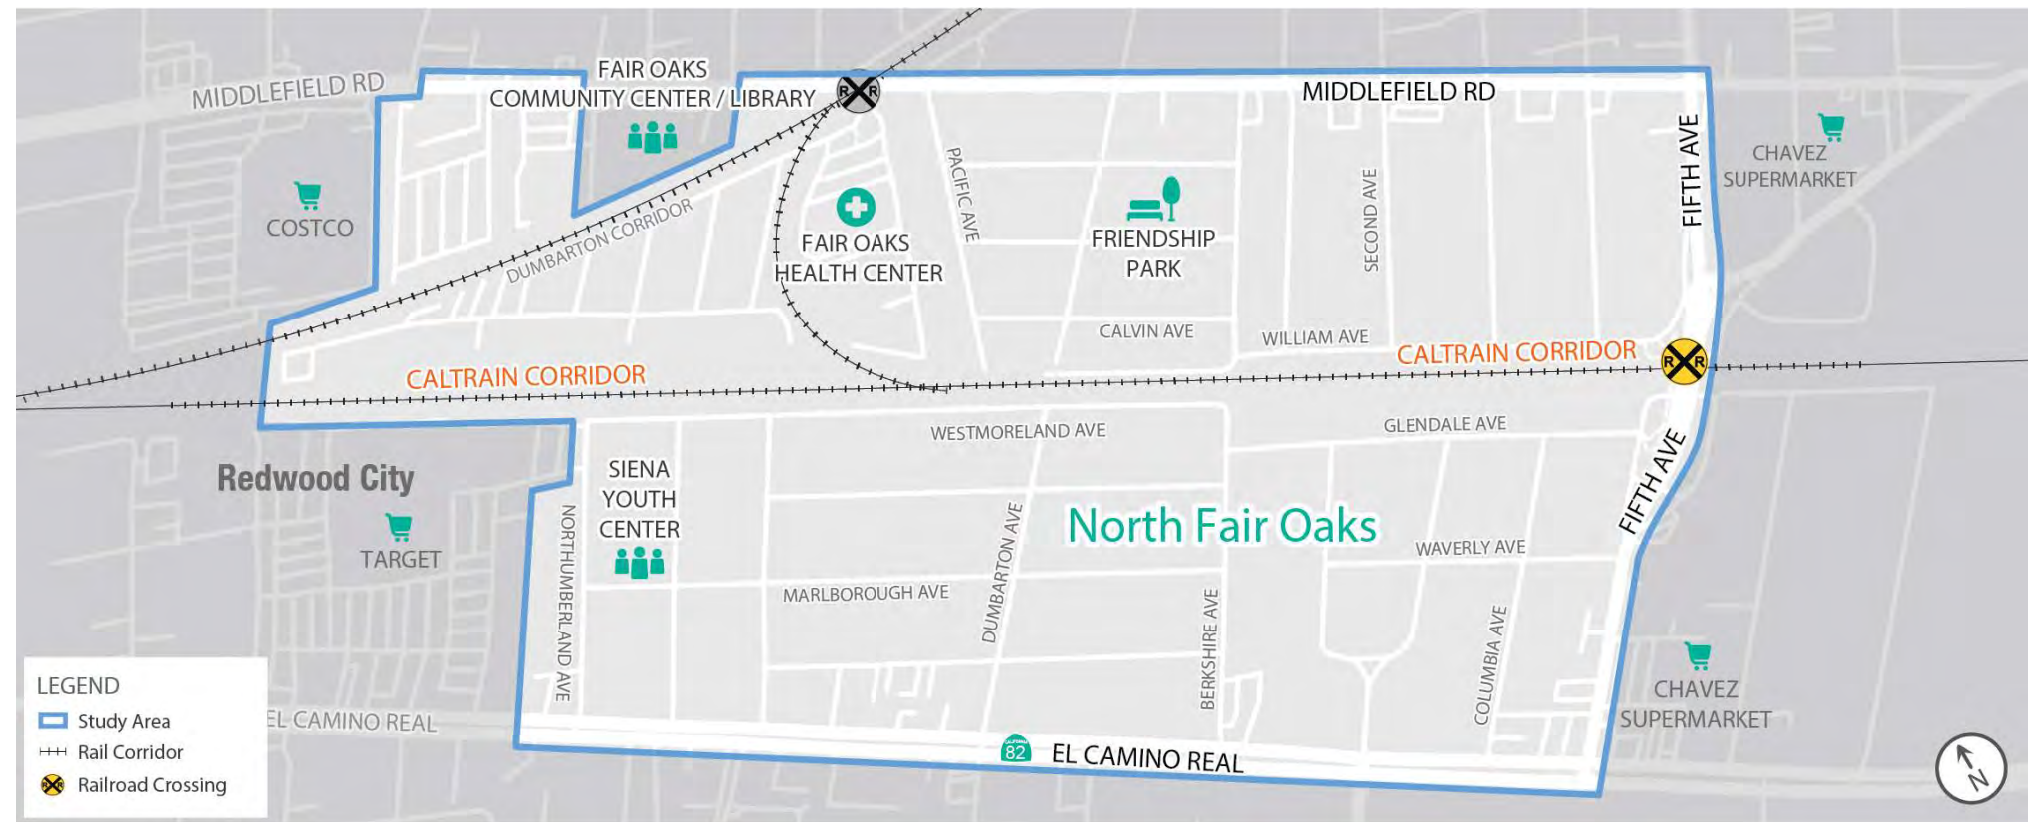 MIDDLEFIELD RD
FAIR OAKS
COMMUNITY CENTER / LIBRARY
R R
MIDDLEFIELD RD
FIFTH AVE
CHAVEZ
SUPERMARKET
COSTCO
DUMBARTON CORRIDOR
PACIFIC AVE
SECOND AVE
FAIR OAKS
HEALTH CENTER
FRIENDSHIP
PARK
CALVIN AVE
WILLIAM AVE
CALTRAIN CORRIDOR
R R
CALTRAIN CORRIDOR
WESTMORELAND AVE
GLENDALE AVE
FIFTH AVE
Redwood City
SIENA
YOUTH
CENTER
North Fair Oaks
TARGET
NORTHUMBERLAND AVE
DUMBARTON AVE
WAVERLY AVE
MARLBOROUGH AVE
BERKSHIRE AVE
COLUMBIA AVE
CHAVEZ
SUPERMARKET
EL CAMINO REAL
CALIFORNIA
82
EL CAMINO REAL
LEGEND
Study Area
Rail Corridor
R R
Railroad Crossing
N